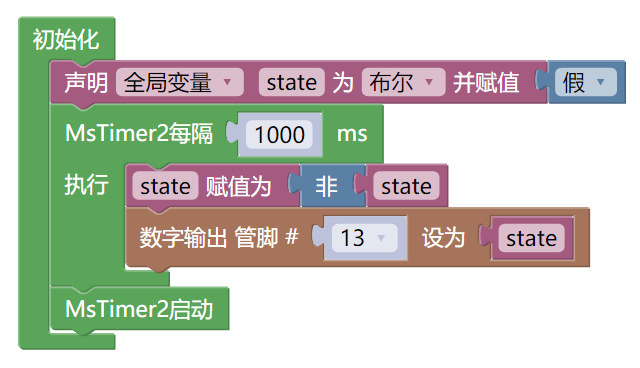 初始化
声明 全局变量 state 为 布尔 并赋值 假
MsTimer2每隔 1000 ms
执行 state 赋值为 非 state
数字输出 管脚 # 13 设为 state
MsTimer2启动